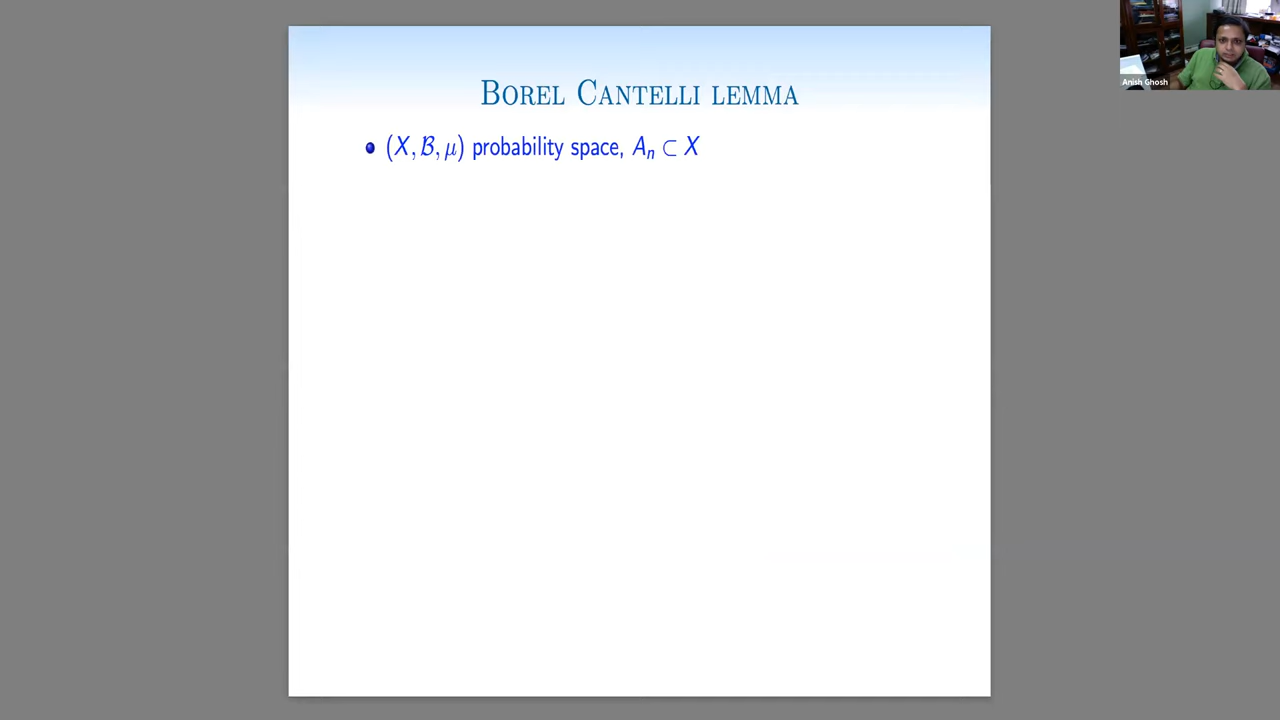 BOREL CANTELLI LEMMA
(X, ℬ, μ) probability space, Aₙ ⊂ X
Anish Ghosh